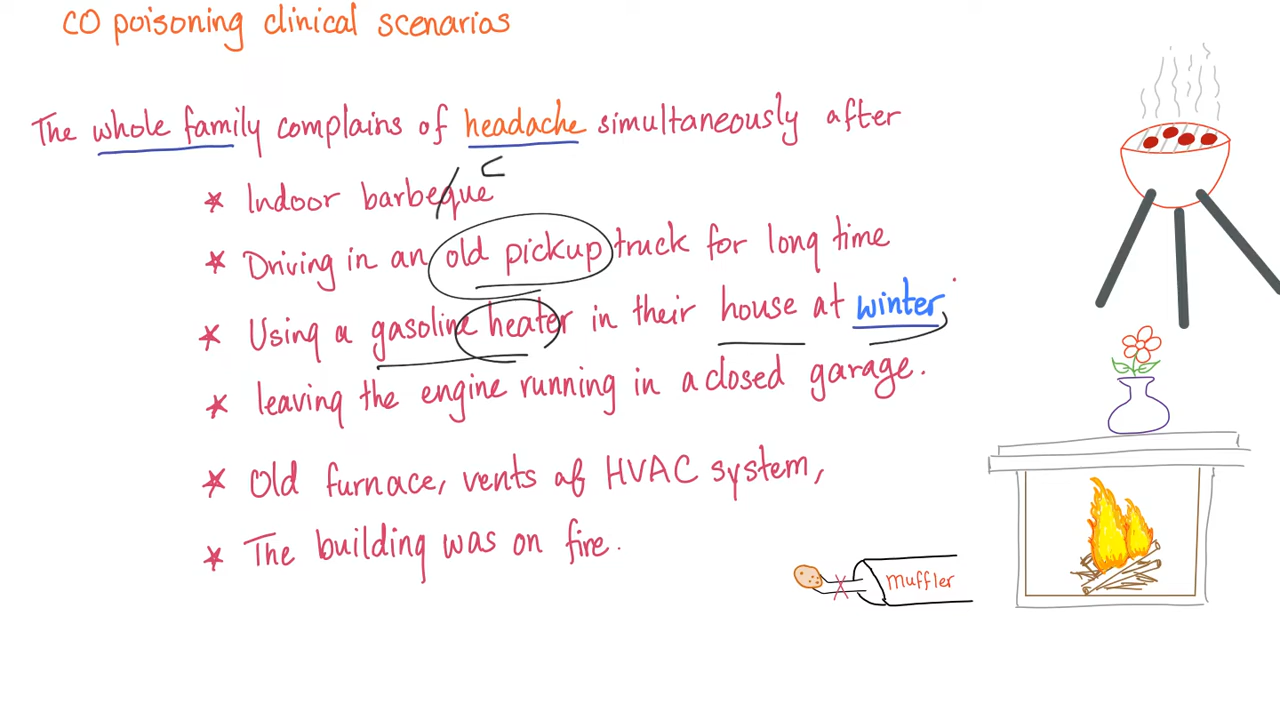 CO poisoning clinical scenarios
The whole family complains of headache simultaneously after
* Indoor barbeque c
* Driving in an old pickup truck for long time
* Using a gasoline heater in their house at winter.
* leaving the engine running in a closed garage.
* Old furnace, vents of HVAC system,
* The building was on fire.
muffler